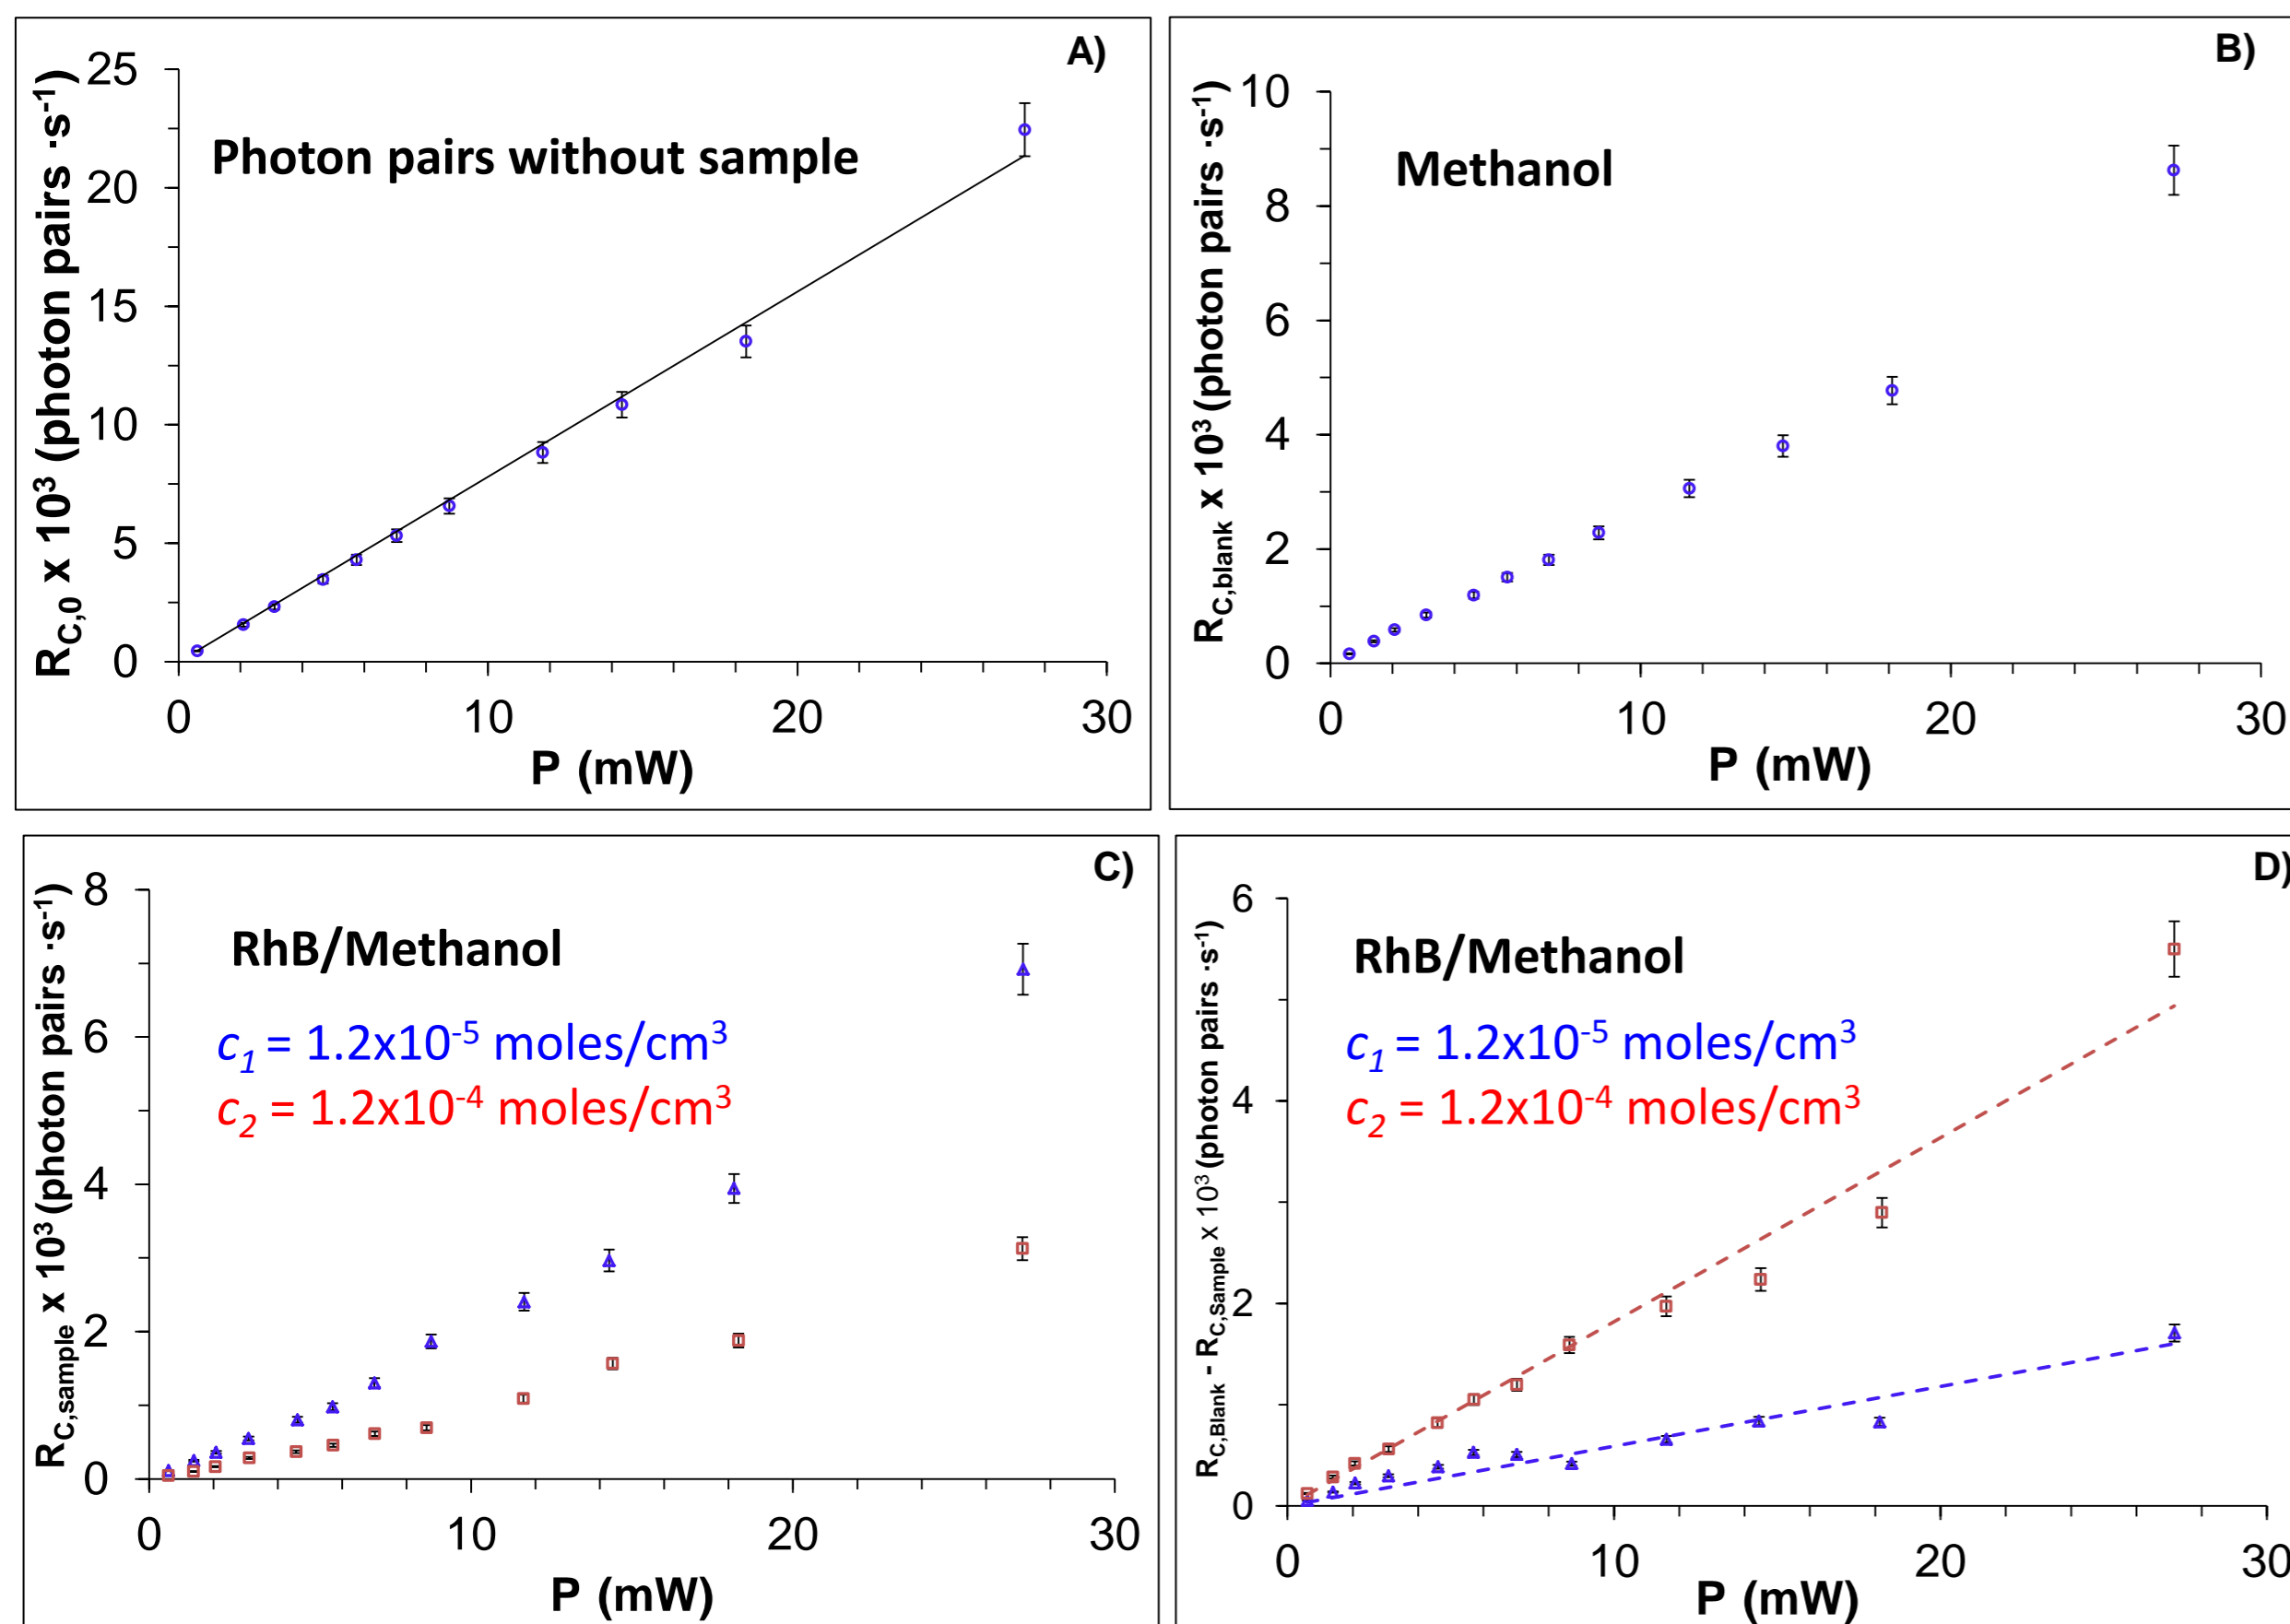 A)
R_C,0 x 10³ (photon pairs ·s⁻¹)
Photon pairs without sample
25
20
15
10
5
0
0 10 20 30
P (mW)
B)
R_C,blank x 10³ (photon pairs ·s⁻¹)
Methanol
10
8
6
4
2
0
0 10 20 30
P (mW)
C)
R_C,sample x 10³ (photon pairs ·s⁻¹)
RhB/Methanol
c₁ = 1.2x10⁻⁵ moles/cm³
c₂ = 1.2x10⁻⁴ moles/cm³
8
6
4
2
0
0 10 20 30
P (mW)
D)
R_C,Blank - R_C,Sample x 10³ (photon pairs ·s⁻¹)
RhB/Methanol
c₁ = 1.2x10⁻⁵ moles/cm³
c₂ = 1.2x10⁻⁴ moles/cm³
6
4
2
0
0 10 20 30
P (mW)